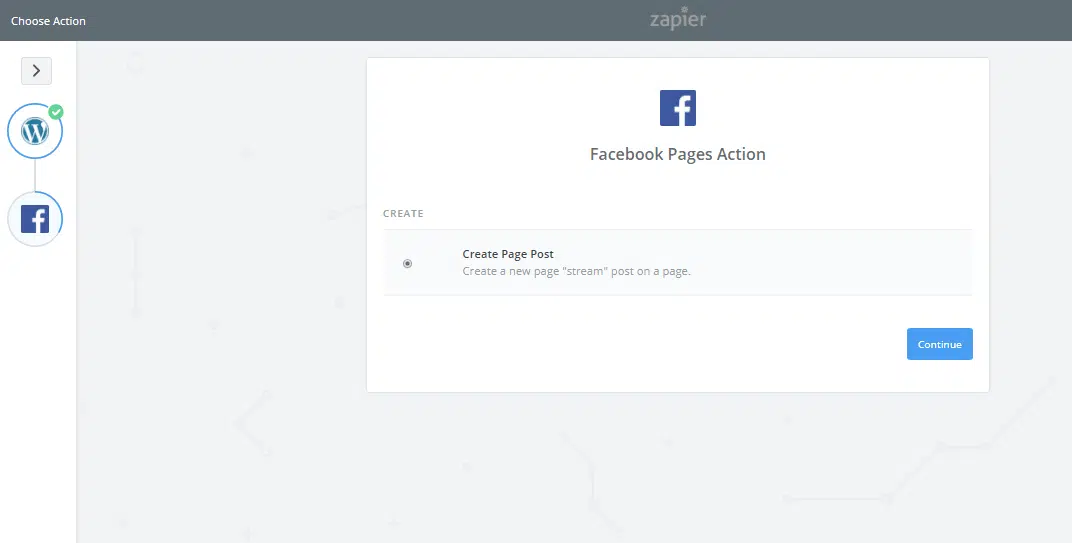 Choose Action
zapier
Facebook Pages Action
CREATE
Create Page Post
Create a new page "stream" post on a page.
Continue